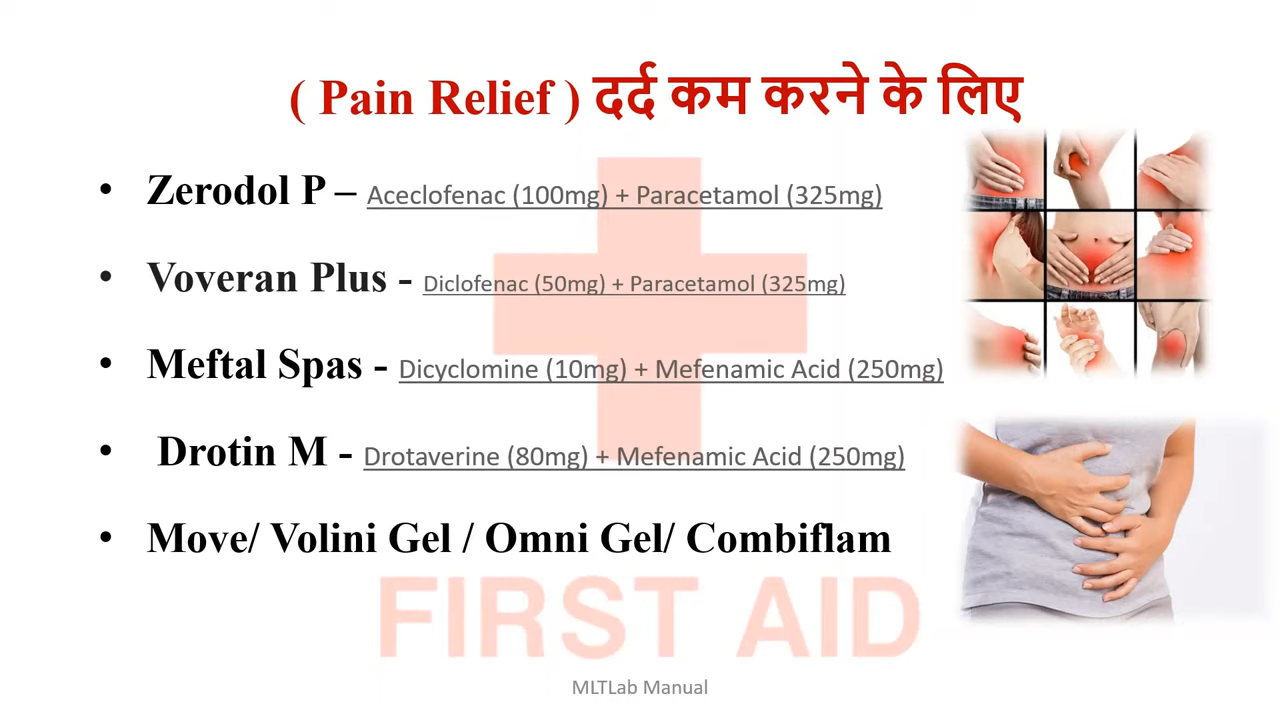 ( Pain Relief ) दर्द कम करने के लिए
• Zerodol P – Aceclofenac (100mg) + Paracetamol (325mg)
• Voveran Plus - Diclofenac (50mg) + Paracetamol (325mg)
• Meftal Spas - Dicyclomine (10mg) + Mefenamic Acid (250mg)
• Drotin M - Drotaverine (80mg) + Mefenamic Acid (250mg)
• Move/ Volini Gel / Omni Gel/ Combiflam
FIRST AID
MLTLab Manual